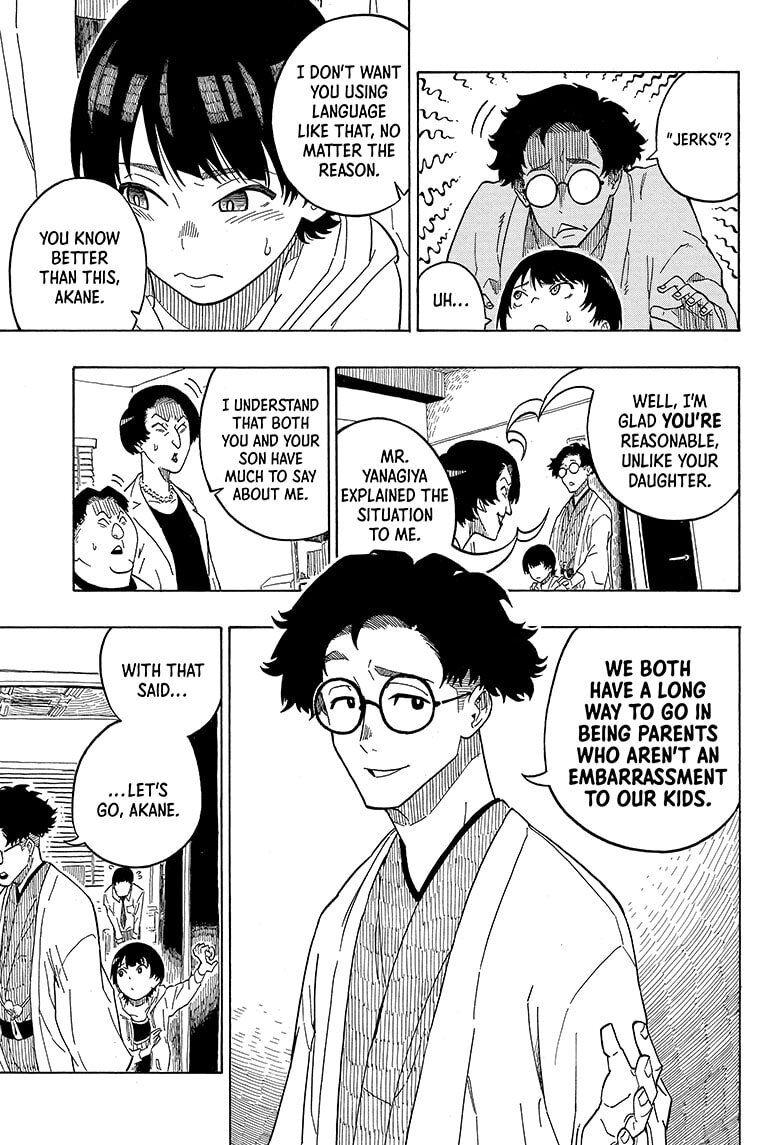 "JERKS"?
UH...
I DON'T WANT
YOU USING
LANGUAGE
LIKE THAT, NO
MATTER THE
REASON.
YOU KNOW
BETTER
THAN THIS,
AKANE.
WELL, I'M
GLAD YOU'RE
REASONABLE,
UNLIKE YOUR
DAUGHTER.
MR.
YANAGIYA
EXPLAINED THE
SITUATION
TO ME.
I UNDERSTAND
THAT BOTH
YOU AND YOUR
SON HAVE
MUCH TO SAY
ABOUT ME.
WE BOTH
HAVE A LONG
WAY TO GO IN
BEING PARENTS
WHO AREN'T AN
EMBARRASSMENT
TO OUR KIDS.
WITH THAT
SAID...
...LET'S
GO, AKANE.